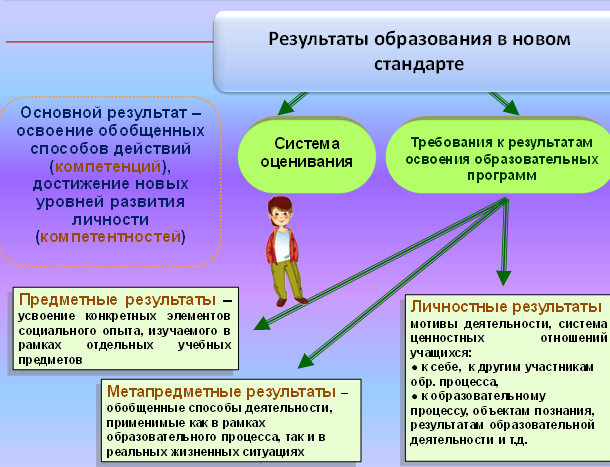 Результаты образования в новом
стандарте
Основной результат –
освоение обобщенных
способов действий
(компетенций),
достижение новых
уровней развития
личности
(компетентностей)
Система
оценивания
Требования к результатам
освоения образовательных
программ
Предметные результаты –
усвоение конкретных элементов
социального опыта, изучаемого в
рамках отдельных учебных
предметов
Метапредметные результаты –
обобщенные способы деятельности,
применимые как в рамках
образовательного процесса, так и в
реальных жизненных ситуациях
Личностные результаты
мотивы деятельности, система
ценностных отношений
учащихся:
● к себе, к другим участникам
обр. процесса,
● к образовательному
процессу, объектам познания,
результатам образовательной
деятельности и т.д.